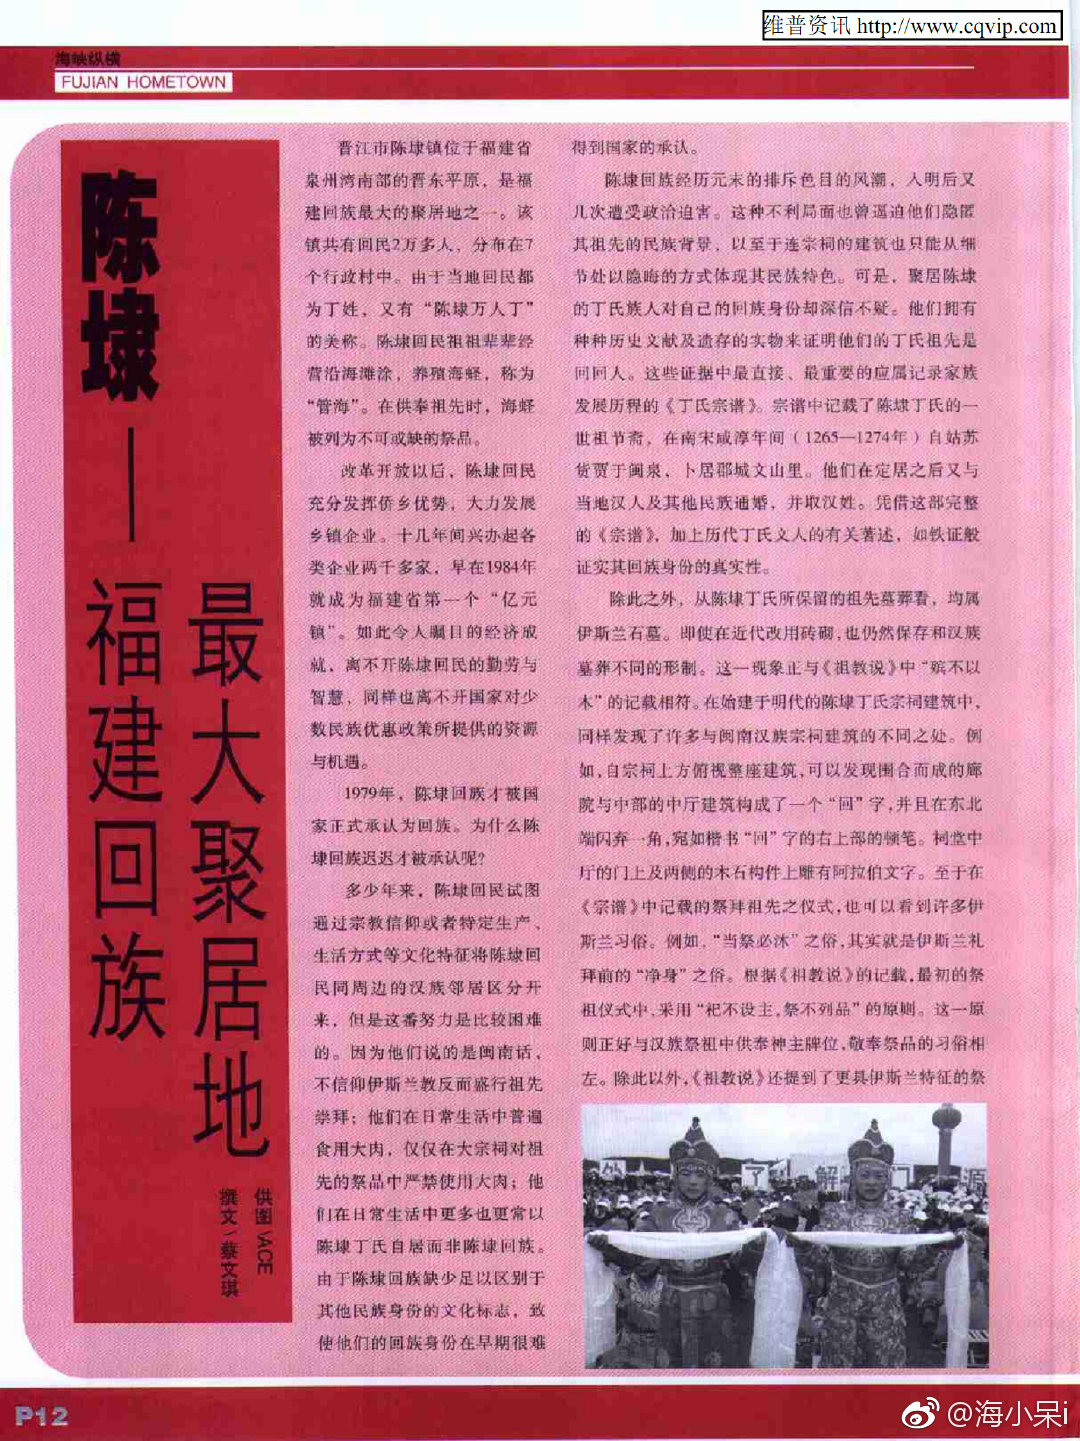 维普资讯 http://www.cqvip.com
海峡纵横
FUJIAN HOMETOWN
陈埭——福建回族
最大聚居地
供图\ACE
撰文\蔡文琪
晋江市陈埭镇位于福建省
泉州湾南部的晋东平原，是福
建回族最大的聚居地之一。该
镇共有回民2万多人，分布在7
个行政村中。由于当地回民都
为丁姓，又有“陈埭万人丁”
的美称。陈埭回民祖祖辈辈经
营沿海滩涂，养殖海蛏，称为
“管海”。在供奉祖先时，海蛏
被列为不可或缺的祭品。
改革开放以后，陈埭回民
充分发挥侨乡优势，大力发展
乡镇企业。十几年间兴办起各
类企业两千多家，早在1984年
就成为福建省第一个“亿元
镇”。如此令人瞩目的经济成
就，离不开陈埭回民的勤劳与
智慧，同样也离不开国家对少
数民族优惠政策所提供的资源
与机遇。
1979年，陈埭回族才被国
家正式承认为回族。为什么陈
埭回族迟迟才被承认呢？
多少年来，陈埭回民试图
通过宗教信仰或者特定生产、
生活方式等文化特征将陈埭回
民同周边的汉族邻居区分开
来，但是这番努力是比较困难
的。因为他们说的是闽南话，
不信仰伊斯兰教反而盛行祖先
崇拜；他们在日常生活中普遍
食用大肉，仅仅在大宗祠对祖
先的祭品中严禁使用大肉；他
们在日常生活中更多也更常以
陈埭丁氏自居而非陈埭回族。
由于陈埭回族缺少足以区别于
其他民族身份的文化标志，致
使他们的回族身份在早期很难
得到国家的承认。
陈埭回族经历元末的排斥色目的风潮，入明后又
几次遭受政治迫害。这种不利局面也曾逼迫他们隐匿
其祖先的民族背景，以至于连宗祠的建筑也只能从细
节处以隐晦的方式体现其民族特色。可是，聚居陈埭
的丁氏族人对自己的回族身份却深信不疑。他们拥有
种种历史文献及遗存的实物来证明他们的丁氏祖先是
回回人。这些证据中最直接、最重要的应属记录家族
发展历程的《丁氏宗谱》。宗谱中记载了陈埭丁氏的一
世祖节斋，在南宋咸淳年间（1265—1274年）自姑苏
货贾于闽泉，卜居郡城文山里。他们在定居之后又与
当地汉人及其他民族通婚，并取汉姓。凭借这部完整
的《宗谱》，加上历代丁氏文人的有关著述，如铁证般
证实其回族身份的真实性。
除此之外，从陈埭丁氏所保留的祖先墓葬看，均属
伊斯兰石墓。即使在近代改用砖砌，也仍然保存和汉族
墓葬不同的形制。这一现象正与《祖教说》中“殡不以
木”的记载相符。在始建于明代的陈埭丁氏宗祠建筑中，
同样发现了许多与闽南汉族宗祠建筑的不同之处。例
如，自宗祠上方俯视整座建筑，可以发现围合而成的廊
院与中部的中厅建筑构成了一个“回”字，并且在东北
端闪弃一角，宛如楷书“回”字的右上部的顿笔。祠堂中
厅的门上及两侧的木石构件上雕有阿拉伯文字。至于在
《宗谱》中记载的祭拜祖先之仪式，也可以看到许多伊
斯兰习俗。例如，“当祭必沐”之俗，其实就是伊斯兰礼
拜前的“净身”之俗。根据《祖教说》的记载，最初的祭
祖仪式中，采用“祀不设主，祭不列品”的原则。这一原
则正好与汉族祭祖中供奉神主牌位，敬奉祭品的习俗相
左。除此以外，《祖教说》还提到了更具伊斯兰特征的祭
了 解 门 源
P12
@海小呆i